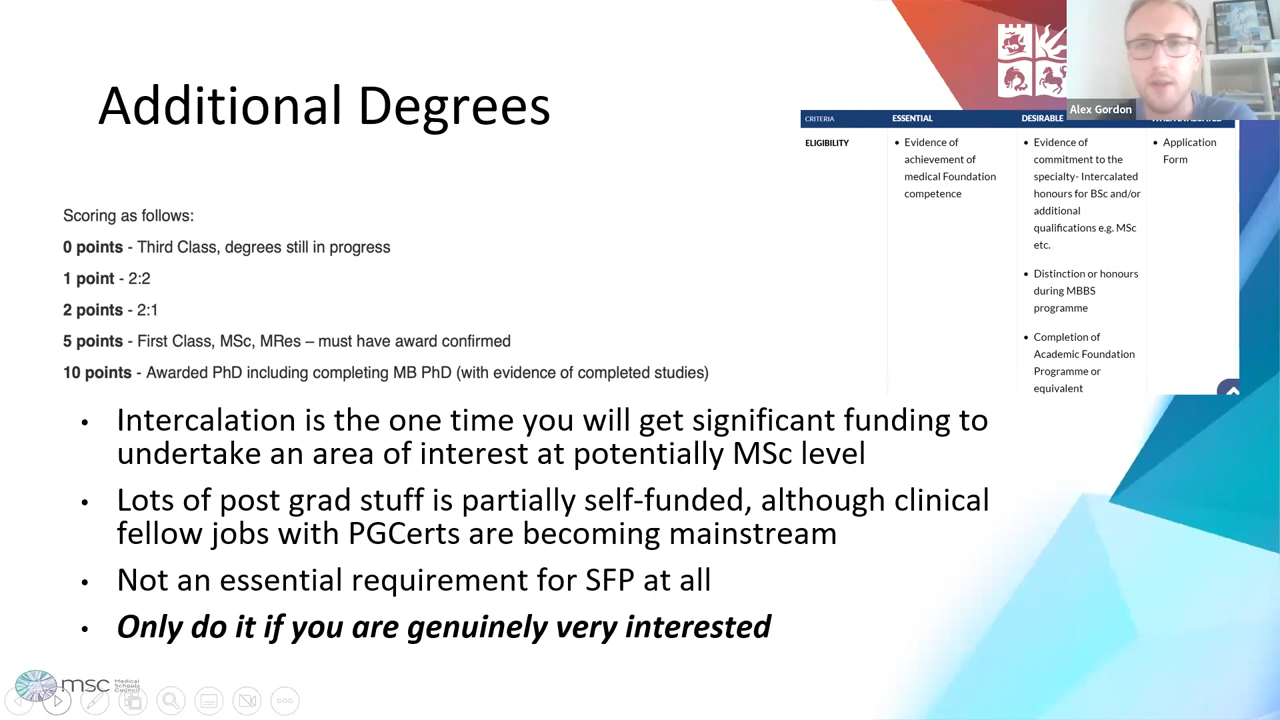 Additional Degrees
Alex Gordon
CRITERIA
ESSENTIAL
DESIRABLE
ELIGIBILITY
• Evidence of
achievement of
medical Foundation
competence
• Evidence of
commitment to the
specialty- Intercalated
honours for BSc and/or
additional
qualifications e.g. MSc
etc.
• Distinction or honours
during MBBS
programme
• Completion of
Academic Foundation
Programme or
equivalent
• Application
Form
Scoring as follows:
0 points - Third Class, degrees still in progress
1 point - 2:2
2 points - 2:1
5 points - First Class, MSc, MRes – must have award confirmed
10 points - Awarded PhD including completing MB PhD (with evidence of completed studies)
• Intercalation is the one time you will get significant funding to
undertake an area of interest at potentially MSc level
• Lots of post grad stuff is partially self-funded, although clinical
fellow jobs with PGCerts are becoming mainstream
• Not an essential requirement for SFP at all
• Only do it if you are genuinely very interested
msc
Medical
Schools
Council